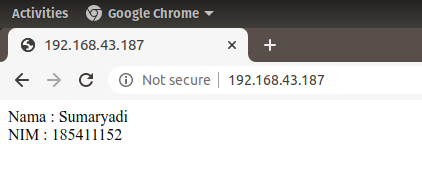 Activities Google Chrome
192.168.43.187
Not secure 192.168.43.187
Nama : Sumaryadi
NIM : 185411152